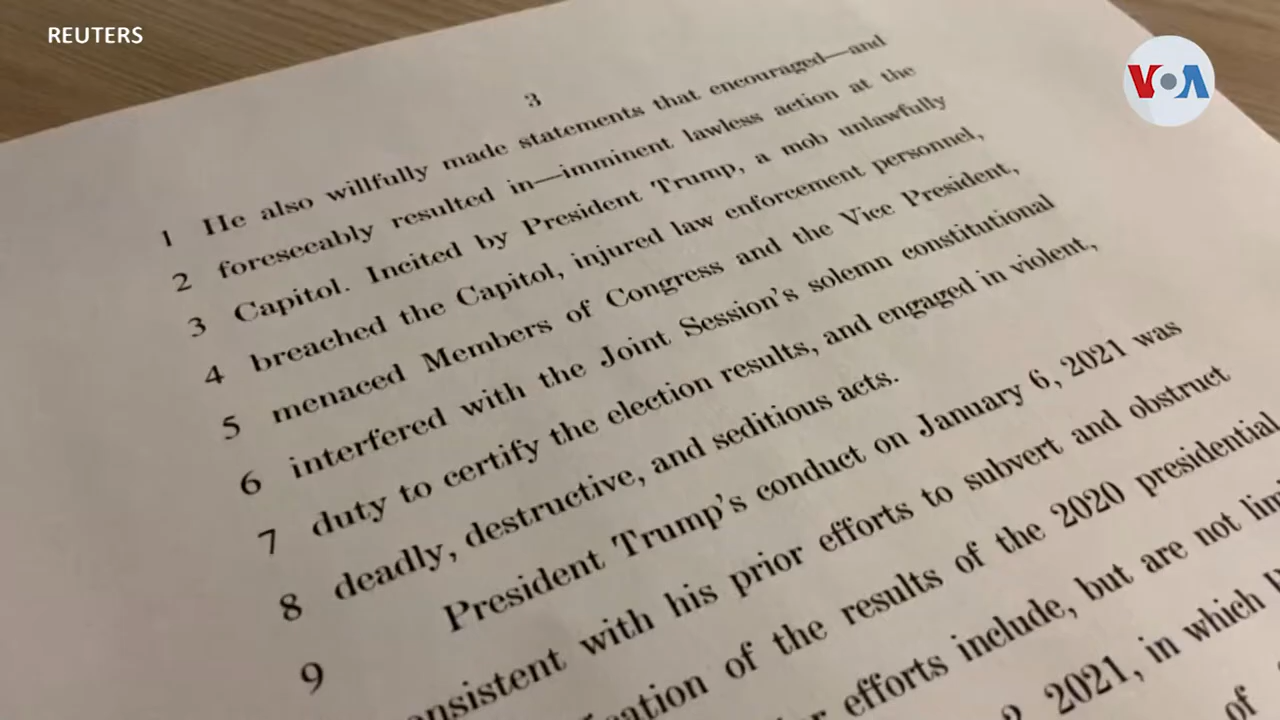 REUTERS
VOA
3
1 He also willfully made statements that encouraged—and
2 foreseeably resulted in—imminent lawless action at the
3 Capitol. Incited by President Trump, a mob unlawfully
4 breached the Capitol, injured law enforcement personnel,
5 menaced Members of Congress and the Vice President,
6 interfered with the Joint Session's solemn constitutional
7 duty to certify the election results, and engaged in violent,
8 deadly, destructive, and seditious acts.
9 President Trump's conduct on January 6, 2021 was
onsistent with his prior efforts to subvert and obstruct
cation of the results of the 2020 presidential
efforts include, but are not limi
2021, in which
of